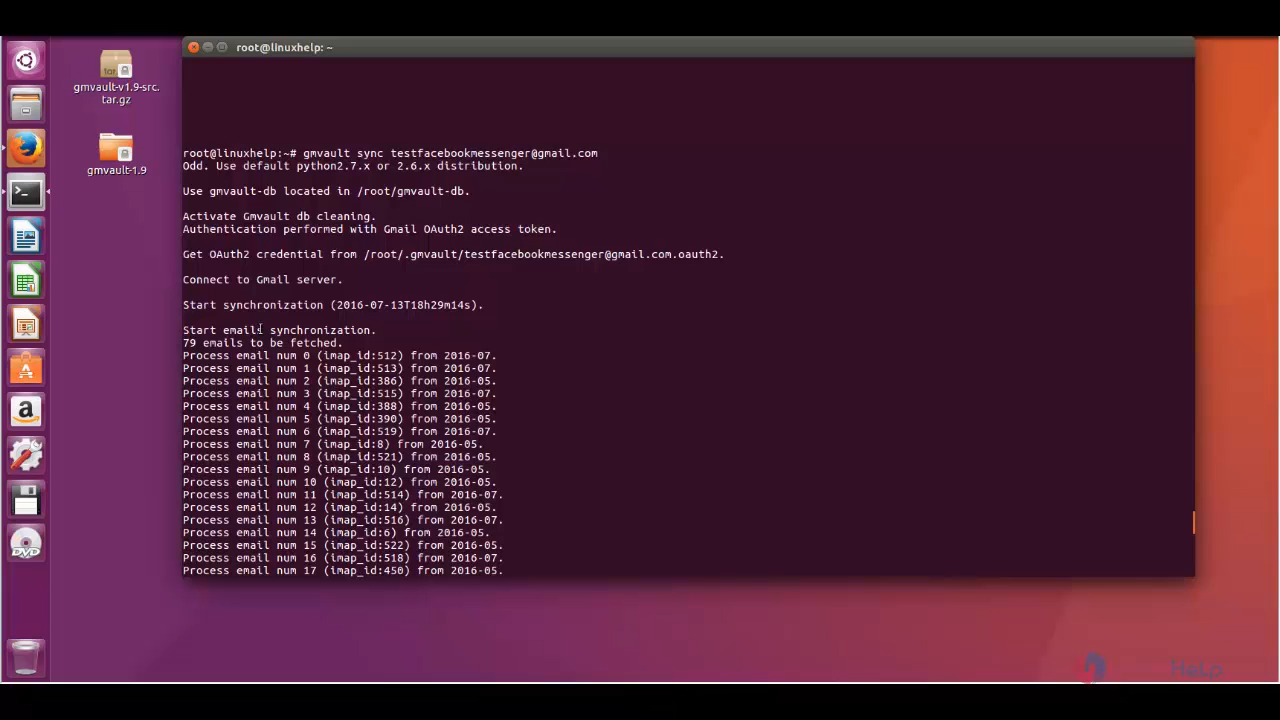 root@linuxhelp: ~
gmvault-v1.9-src.
tar.gz
tar
gmvault-1.9
root@linuxhelp:~# gmvault sync testfacebookmessenger@gmail.com
Odd. Use default python2.7.x or 2.6.x distribution.
Use gmvault-db located in /root/gmvault-db.
Activate Gmvault db cleaning.
Authentication performed with Gmail OAuth2 access token.
Get OAuth2 credential from /root/.gmvault/testfacebookmessenger@gmail.com.oauth2.
Connect to Gmail server.
Start synchronization (2016-07-13T18h29m14s).
Start emails synchronization.
79 emails to be fetched.
Process email num 0 (imap_id:512) from 2016-07.
Process email num 1 (imap_id:513) from 2016-07.
Process email num 2 (imap_id:386) from 2016-05.
Process email num 3 (imap_id:515) from 2016-07.
Process email num 4 (imap_id:388) from 2016-05.
Process email num 5 (imap_id:390) from 2016-05.
Process email num 6 (imap_id:519) from 2016-07.
Process email num 7 (imap_id:8) from 2016-05.
Process email num 8 (imap_id:521) from 2016-05.
Process email num 9 (imap_id:10) from 2016-05.
Process email num 10 (imap_id:12) from 2016-05.
Process email num 11 (imap_id:514) from 2016-07.
Process email num 12 (imap_id:14) from 2016-05.
Process email num 13 (imap_id:516) from 2016-07.
Process email num 14 (imap_id:6) from 2016-05.
Process email num 15 (imap_id:522) from 2016-05.
Process email num 16 (imap_id:518) from 2016-07.
Process email num 17 (imap_id:450) from 2016-05.
DVD
HeLp